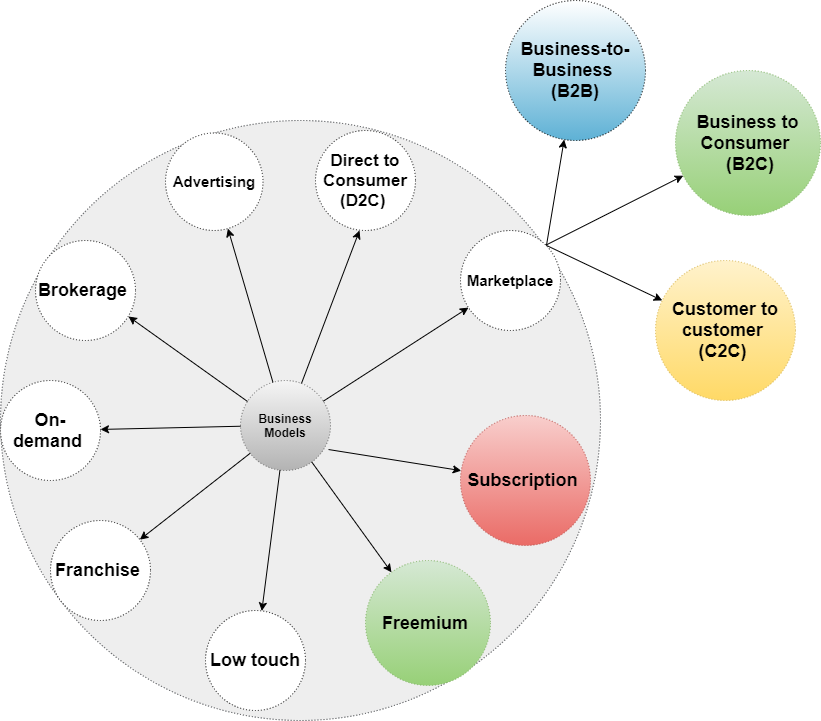 Business-to-
Business
(B2B)
Business to
Consumer
(B2C)
Direct to
Consumer
(D2C)
Advertising
Marketplace
Brokerage
Customer to
customer
(C2C)
Business
Models
On-
demand
Subscription
Franchise
Freemium
Low touch